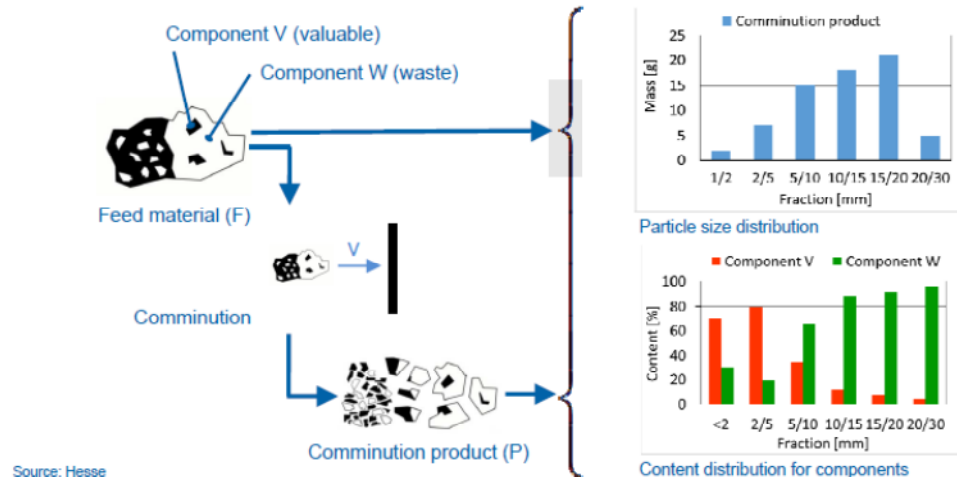 Component V (valuable)
Component W (waste)
Feed material (F)
V
Comminution
Comminution product (P)
Source: Hesse
Comminution product
Mass [g]
25
20
15
10
5
0
1/2 2/5 5/10 10/15 15/20 20/30
Fraction [mm]
Particle size distribution
Component V Component W
Content [%]
100
80
60
40
20
0
<2 2/5 5/10 10/15 15/20 20/30
Fraction [mm]
Content distribution for components